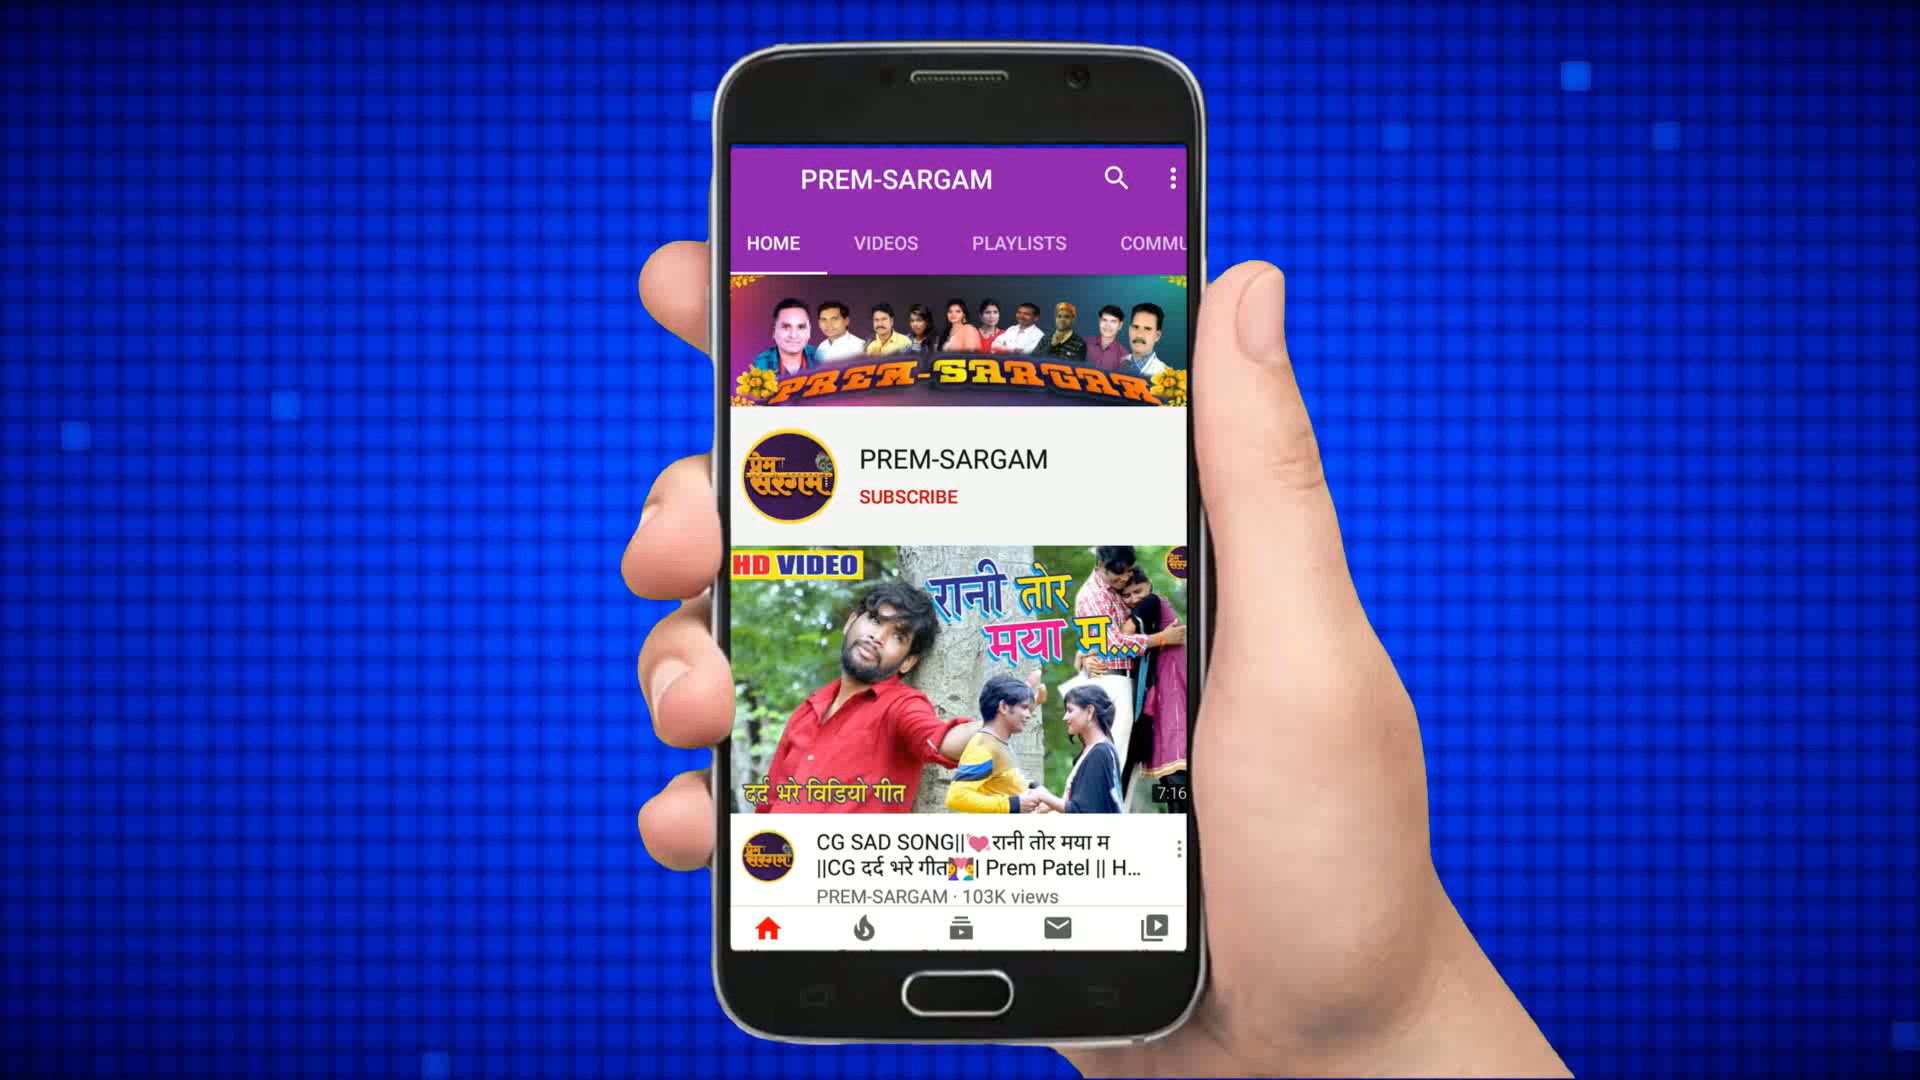 PREM-SARGAM
HOME VIDEOS PLAYLISTS COMMU
PREM-SARGAM
प्रेम
सरगम
PREM-SARGAM
SUBSCRIBE
HD VIDEO
रानी तोर
मया म...
दर्द भरे विडियो गीत
7:16
प्रेम
सरगम
CG SAD SONG||💘रानी तोर मया म
||CG दर्द भरे गीत👩‍❤️‍👨| Prem Patel || H...
PREM-SARGAM · 103K views